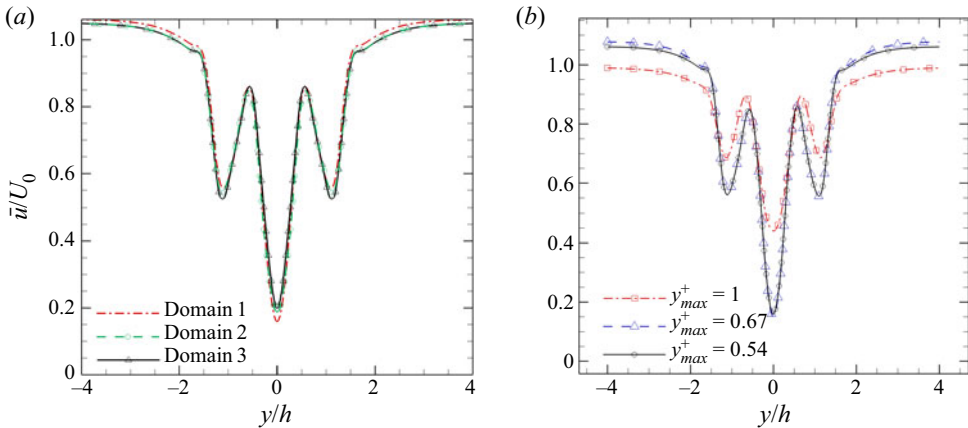 (a)
1.0
0.8
0.6
0.4
0.2
0
ū/U0
–4
–2
0
2
4
y/h
Domain 1
Domain 2
Domain 3
(b)
1.0
0.8
0.6
0.4
0.2
0
–4
–2
0
2
4
y/h
y+max = 1
y+max = 0.67
y+max = 0.54